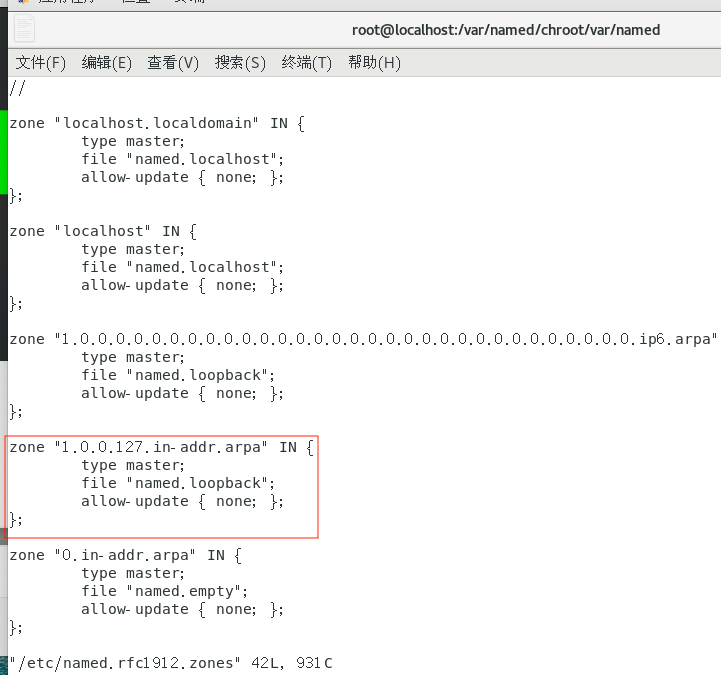 root@localhost:/var/named/chroot/var/named
文件(F) 编辑(E) 查看(V) 搜索(S) 终端(T) 帮助(H)
//
zone "localhost.localdomain" IN {
type master;
file "named.localhost";
allow-update { none; };
};
zone "localhost" IN {
type master;
file "named.localhost";
allow-update { none; };
};
zone "1.0.0.0.0.0.0.0.0.0.0.0.0.0.0.0.0.0.0.0.0.0.0.0.0.0.0.0.0.0.0.0.ip6.arpa"
type master;
file "named.loopback";
allow-update { none; };
};
zone "1.0.0.127.in-addr.arpa" IN {
type master;
file "named.loopback";
allow-update { none; };
};
zone "0.in-addr.arpa" IN {
type master;
file "named.empty";
allow-update { none; };
};
"/etc/named.rfc1912.zones" 42L, 931C